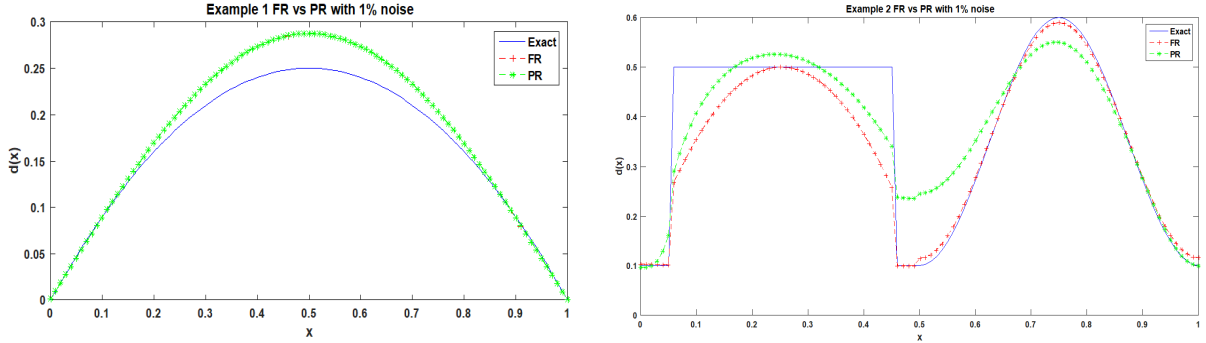 Example 1 FR vs PR with 1% noise
0.3
0.25
0.2
0.15
0.1
0.05
0
d(x)
Exact
FR
PR
0 0.1 0.2 0.3 0.4 0.5 0.6 0.7 0.8 0.9 1
x
Example 2 FR vs PR with 1% noise
0.6
0.5
0.4
0.3
0.2
0.1
0
d(x)
Exact
FR
PR
0 0.1 0.2 0.3 0.4 0.5 0.6 0.7 0.8 0.9 1
x